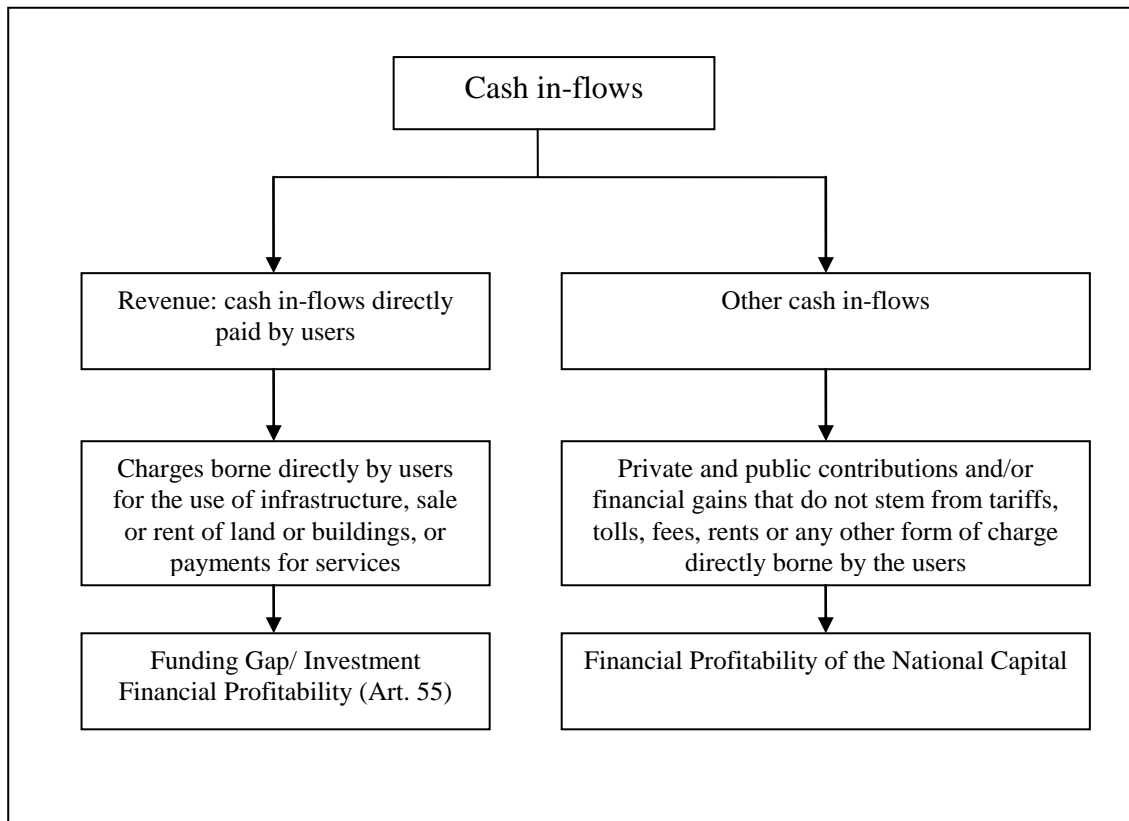 Cash in-flows
Revenue: cash in-flows directly
paid by users
Other cash in-flows
Charges borne directly by users
for the use of infrastructure, sale
or rent of land or buildings, or
payments for services
Private and public contributions and/or
financial gains that do not stem from tariffs,
tolls, fees, rents or any other form of charge
directly borne by the users
Funding Gap/ Investment
Financial Profitability (Art. 55)
Financial Profitability of the National Capital